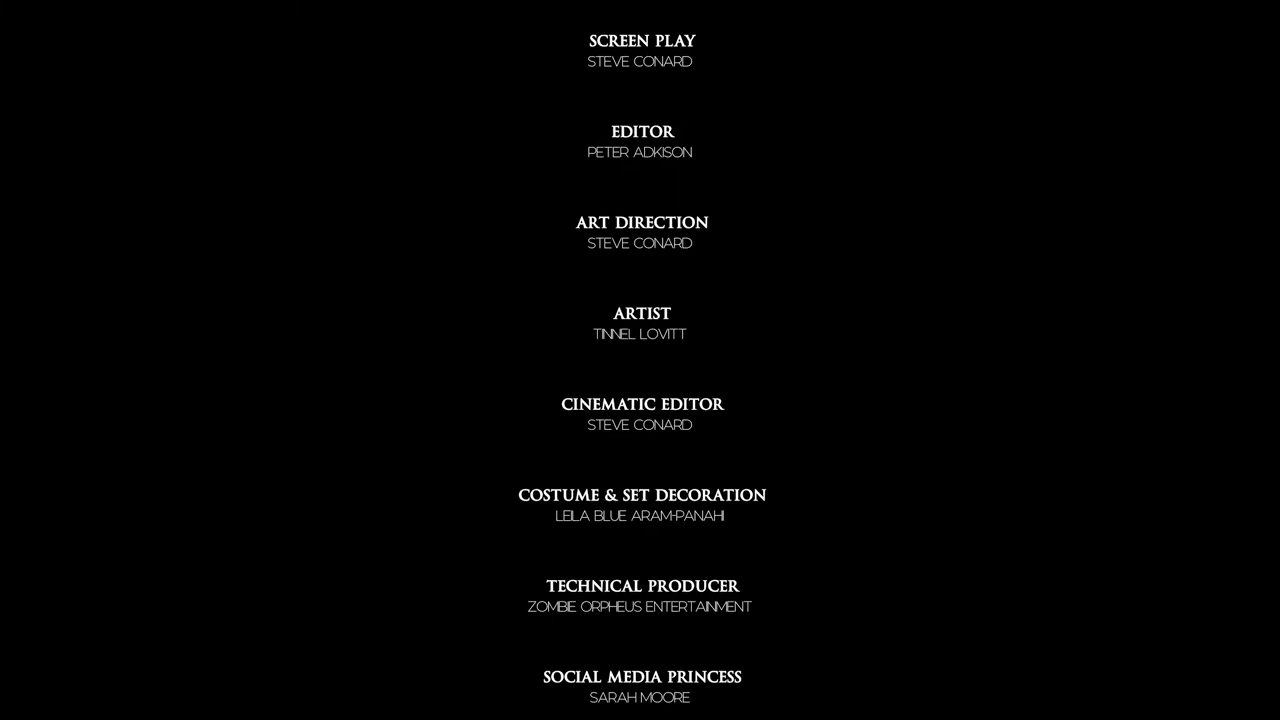 SCREEN PLAY
STEVE CONARD
EDITOR
PETER ADKISON
ART DIRECTION
STEVE CONARD
ARTIST
TINNEL LOVITT
CINEMATIC EDITOR
STEVE CONARD
COSTUME & SET DECORATION
LEILA BLUE ARAM-PANAHI
TECHNICAL PRODUCER
ZOMBIE ORPHEUS ENTERTAINMENT
SOCIAL MEDIA PRINCESS
SARAH MOORE